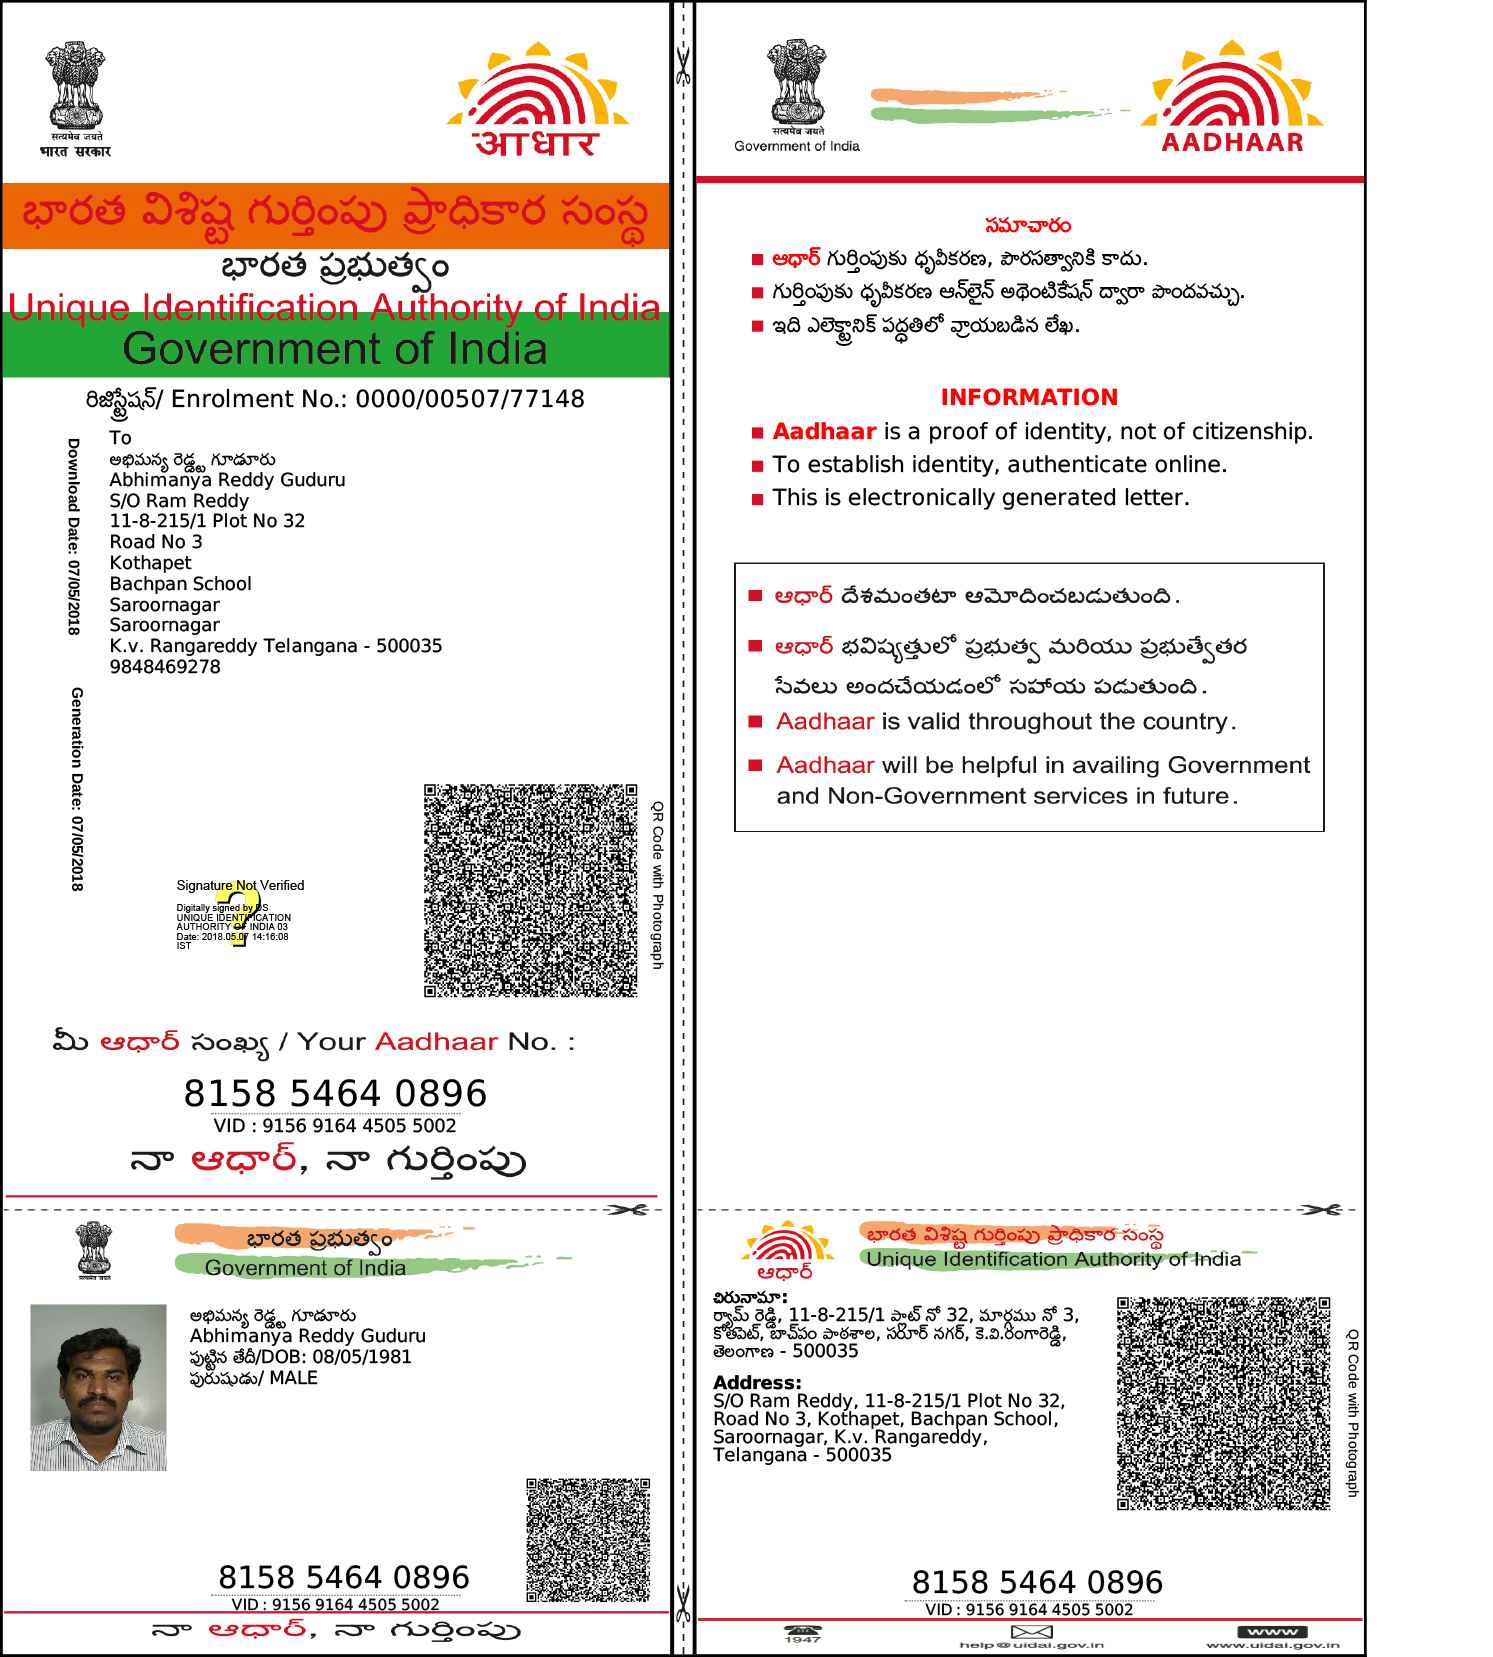 सत्यमेव जयते
भारत सरकार
आधार
భారత విశిష్ట గుర్తింపు ప్రాధికార సంస్థ
భారత ప్రభుత్వం
Unique Identification Authority of India
Government of India
రిజిస్ట్రేషన్/ Enrolment No.: 0000/00507/77148
Download Date: 07/05/2018
Generation Date: 07/05/2018
To
అభిమన్య రెడ్డ్డ గూడూరు
Abhimanya Reddy Guduru
S/O Ram Reddy
11-8-215/1 Plot No 32
Road No 3
Kothapet
Bachpan School
Saroornagar
Saroornagar
K.v. Rangareddy Telangana - 500035
9848469278
Signature Not Verified
Digitally signed by DS
UNIQUE IDENTIFICATION
AUTHORITY OF INDIA 03
Date: 2018.05.07 14:16:08
IST
QR Code with Photograph
మీ ఆధార్ సంఖ్య / Your Aadhaar No. :
8158 5464 0896
VID : 9156 9164 4505 5002
నా ఆధార్, నా గుర్తింపు
सत्यमेव जयते
Government of India
AADHAAR
సమాచారం
ఆధార్ గుర్తింపుకు ధృవీకరణ, పౌరసత్వానికి కాదు.
గుర్తింపుకు ధృవీకరణ ఆన్‌లైన్ అథెంటికేషన్ ద్వారా పొందవచ్చు.
ఇది ఎలెక్ట్రానిక్ పద్ధతిలో వ్రాయబడిన లేఖ.
INFORMATION
Aadhaar is a proof of identity, not of citizenship.
To establish identity, authenticate online.
This is electronically generated letter.
ఆధార్ దేశమంతటా ఆమోదించబడుతుంది.
ఆధార్ భవిష్యత్తులో ప్రభుత్వ మరియు ప్రభుత్వేతర
సేవలు అందచేయడంలో సహాయ పడుతుంది.
Aadhaar is valid throughout the country.
Aadhaar will be helpful in availing Government
and Non-Government services in future.
सत्यमेव जयते
భారత ప్రభుత్వం
Government of India
అభిమన్య రెడ్డ్డ గూడూరు
Abhimanya Reddy Guduru
పుట్టిన తేదీ/DOB: 08/05/1981
పురుషుడు/ MALE
8158 5464 0896
VID : 9156 9164 4505 5002
నా ఆధార్, నా గుర్తింపు
ఆధార్
భారత విశిష్ట గుర్తింపు ప్రాధికార సంస్థ
Unique Identification Authority of India
చిరునామా:
ర్యామ్ రెడ్డి, 11-8-215/1 ప్లాట్ నో 32, మార్గము నో 3,
కొతపెట్, బాచ్‌పం పాఠశాల, సరూర్ నగర్, కె.వి.రంగారెడ్డి,
తెలంగాణ - 500035
Address:
S/O Ram Reddy, 11-8-215/1 Plot No 32,
Road No 3, Kothapet, Bachpan School,
Saroornagar, K.v. Rangareddy,
Telangana - 500035
QR Code with Photograph
8158 5464 0896
VID : 9156 9164 4505 5002
1947
help@uidai.gov.in
www
www.uidai.gov.in